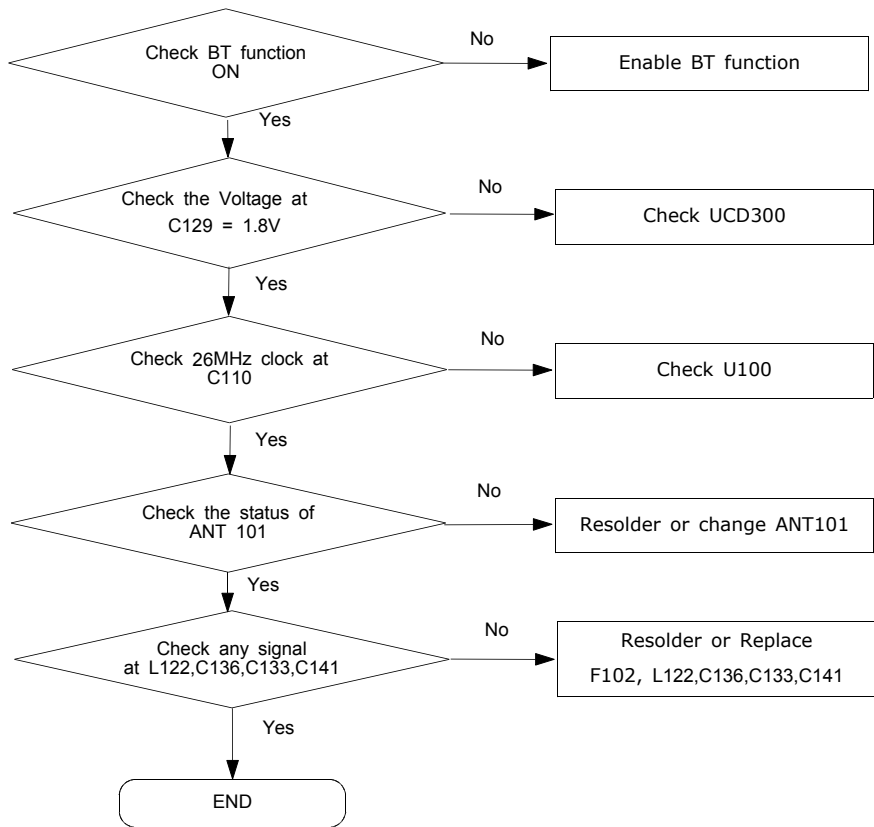 Check BT function
ON
No
Enable BT function
Yes
Check the Voltage at
C129 = 1.8V
No
Check UCD300
Yes
Check 26MHz clock at
C110
No
Check U100
Yes
Check the status of
ANT 101
No
Resolder or change ANT101
Yes
Check any signal
at L122,C136,C133,C141
No
Resolder or Replace
F102, L122,C136,C133,C141
Yes
END